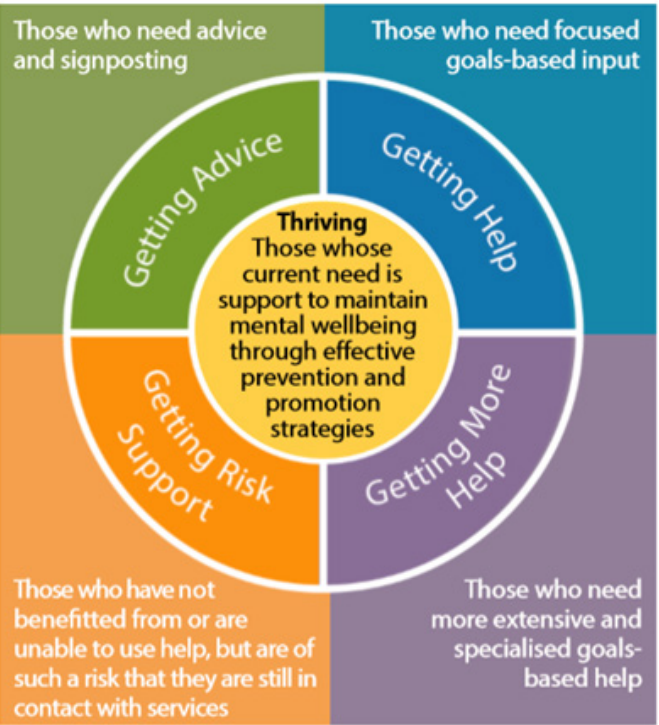 Those who need advice
and signposting
Those who need focused
goals-based input
Getting Advice
Getting Help
Thriving
Those whose
current need is
support to maintain
mental wellbeing
through effective
prevention and
promotion
strategies
Getting Risk
Support
Getting More
Help
Those who have not
benefitted from or are
unable to use help, but are of
such a risk that they are still in
contact with services
Those who need
more extensive and
specialised goals-
based help